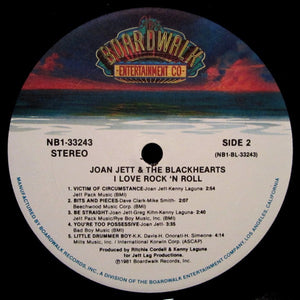 THE
BOARDWALK
ENTERTAINMENT CO
NB1-33243
STEREO
SIDE 2
(NB1-BL-33243)
JOAN JETT & THE BLACKHEARTS
I LOVE ROCK 'N ROLL
1. VICTIM OF CIRCUMSTANCE-Joan Jett-Kenny Laguna 2:54
Jett Pack Music (BMI)
2. BITS AND PIECES-Dave Clark-Mike Smith- 2:07
Beechwood Music Corp. (BMI)
3. BE STRAIGHT-Joan Jett Greg Kihn-Kenny Laguna- 2:40
Jett Pack Music/Rye Boy Music (BMI)
4. YOU'RE TOO POSSESSIVE-Joan Jett- 3:35
Bad Boy Music (BMI)
5. LITTLE DRUMMER BOY-K.K. Davis-H. Onorati-H. Simeone 4:14
Mills Music, Inc. / International Korwin Corp. (ASCAP)
Produced by Ritchie Cordell & Kenny Laguna
for Jett Lag Productions.
©1981 Boardwalk Records, Inc.
MANUFACTURED BY BOARDWALK RECORDS, INC., A DIVISION OF THE BOARDWALK ENTERTAINMENT COMPANY, LOS ANGELES, CALIFORNIA